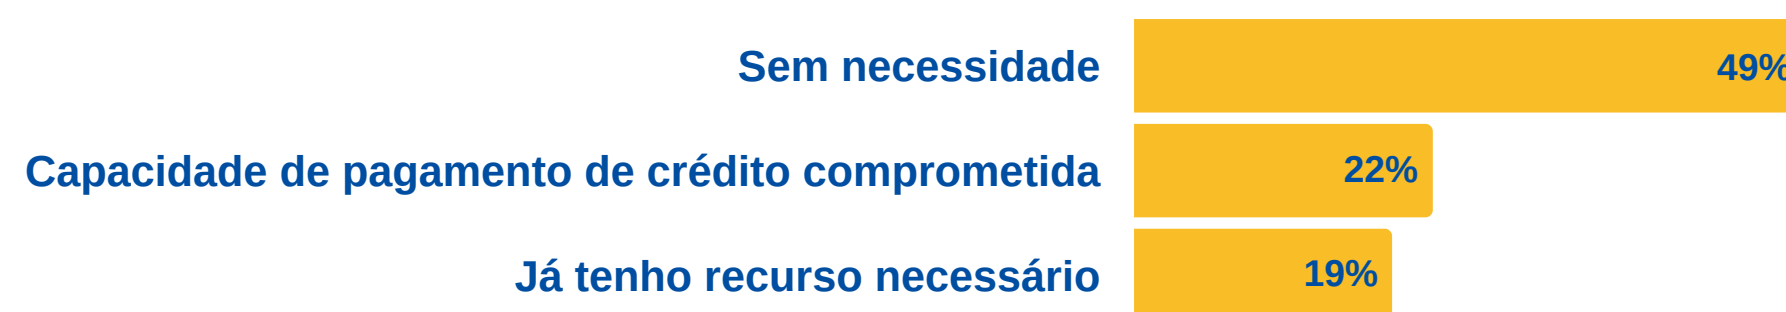 Sem necessidade 49%
Capacidade de pagamento de crédito comprometida 22%
Já tenho recurso necessário 19%